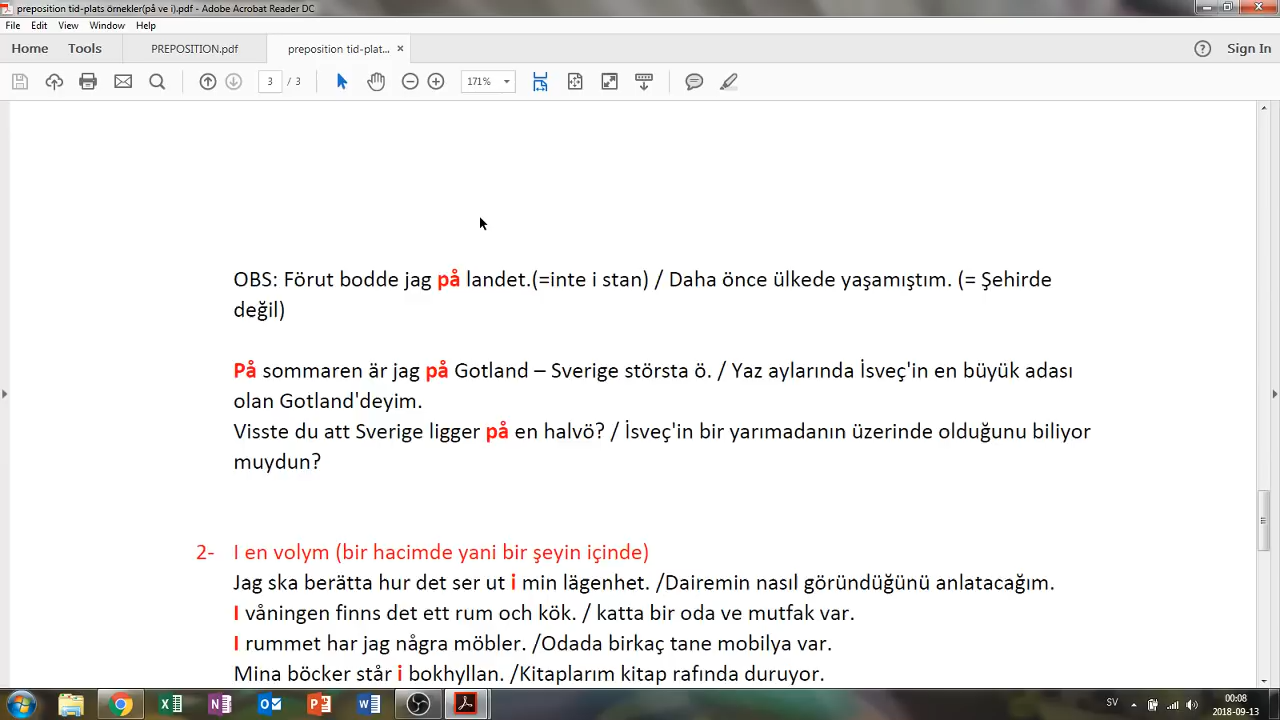 preposition tid-plats örnekler(på ve i).pdf - Adobe Acrobat Reader DC
File Edit View Window Help
Home Tools PREPOSITION.pdf preposition tid-plat... × Sign In
3 / 3 171%
OBS: Förut bodde jag på landet.(=inte i stan) / Daha önce ülkede yaşamıştım. (= Şehirde
değil)
På sommaren är jag på Gotland – Sverige största ö. / Yaz aylarında İsveç'in en büyük adası
olan Gotland'deyim.
Visste du att Sverige ligger på en halvö? / İsveç'in bir yarımadanın üzerinde olduğunu biliyor
muydun?
2- I en volym (bir hacimde yani bir şeyin içinde)
Jag ska berätta hur det ser ut i min lägenhet. /Dairemin nasıl göründüğünü anlatacağım.
I våningen finns det ett rum och kök. / katta bir oda ve mutfak var.
I rummet har jag några möbler. /Odada birkaç tane mobilya var.
Mina böcker står i bokhyllan. /Kitaplarım kitap rafında duruyor.
SV 00:08
2018-09-13